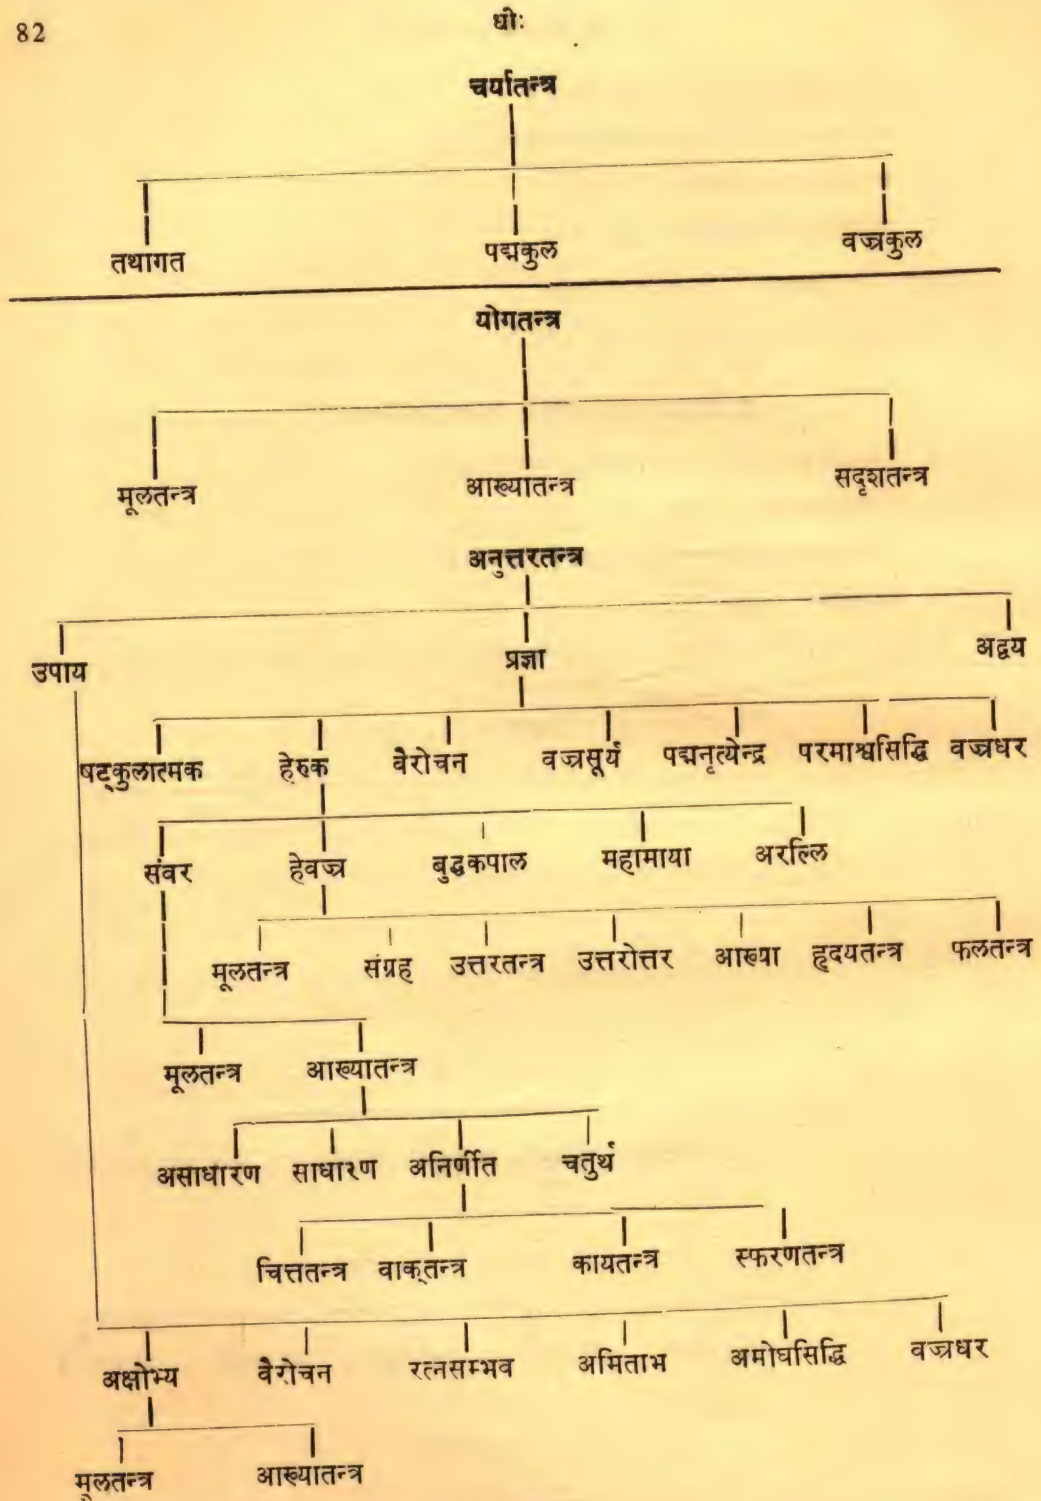 82
धीः
चर्यातन्त्र
तथागत पद्मकुल वज्रकुल
योगतन्त्र
मूलतन्त्र आख्यातन्त्र सदृशतन्त्र
अनुत्तरतन्त्र
उपाय प्रज्ञा अद्वय
षट्कुलात्मक हेरुक वैरोचन वज्रसूर्य पद्मनृत्येन्द्र परमाश्वसिद्धि वज्रधर
संवर हेवज्र बुद्धकपाल महामाया अरल्लि
मूलतन्त्र संग्रह उत्तरतन्त्र उत्तरोत्तर आख्या हृदयतन्त्र फलतन्त्र
मूलतन्त्र आख्यातन्त्र
असाधारण साधारण अनिर्णीत चतुर्थ
चित्ततन्त्र वाक्तन्त्र कायतन्त्र स्फरणतन्त्र
अक्षोभ्य वैरोचन रत्नसम्भव अमिताभ अमोघसिद्धि वज्रधर
मूलतन्त्र आख्यातन्त्र